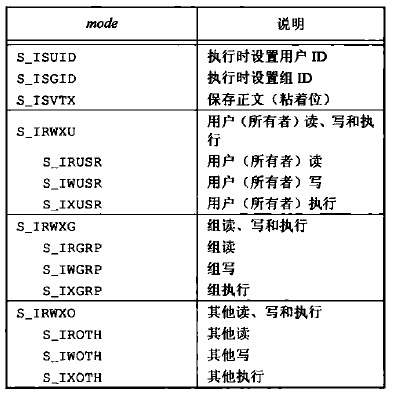 mode 说明
S_ISUID 执行时设置用户 ID
S_ISGID 执行时设置组 ID
S_ISVTX 保存正文（粘着位）
S_IRWXU 用户（所有者）读、写和执
行
S_IRUSR 用户（所有者）读
S_IWUSR 用户（所有者）写
S_IXUSR 用户（所有者）执行
S_IRWXG 组读、写和执行
S_IRGRP 组读
S_IWGRP 组写
S_IXGRP 组执行
S_IRWXO 其他读、写和执行
S_IROTH 其他读
S_IWOTH 其他写
S_IXOTH 其他执行